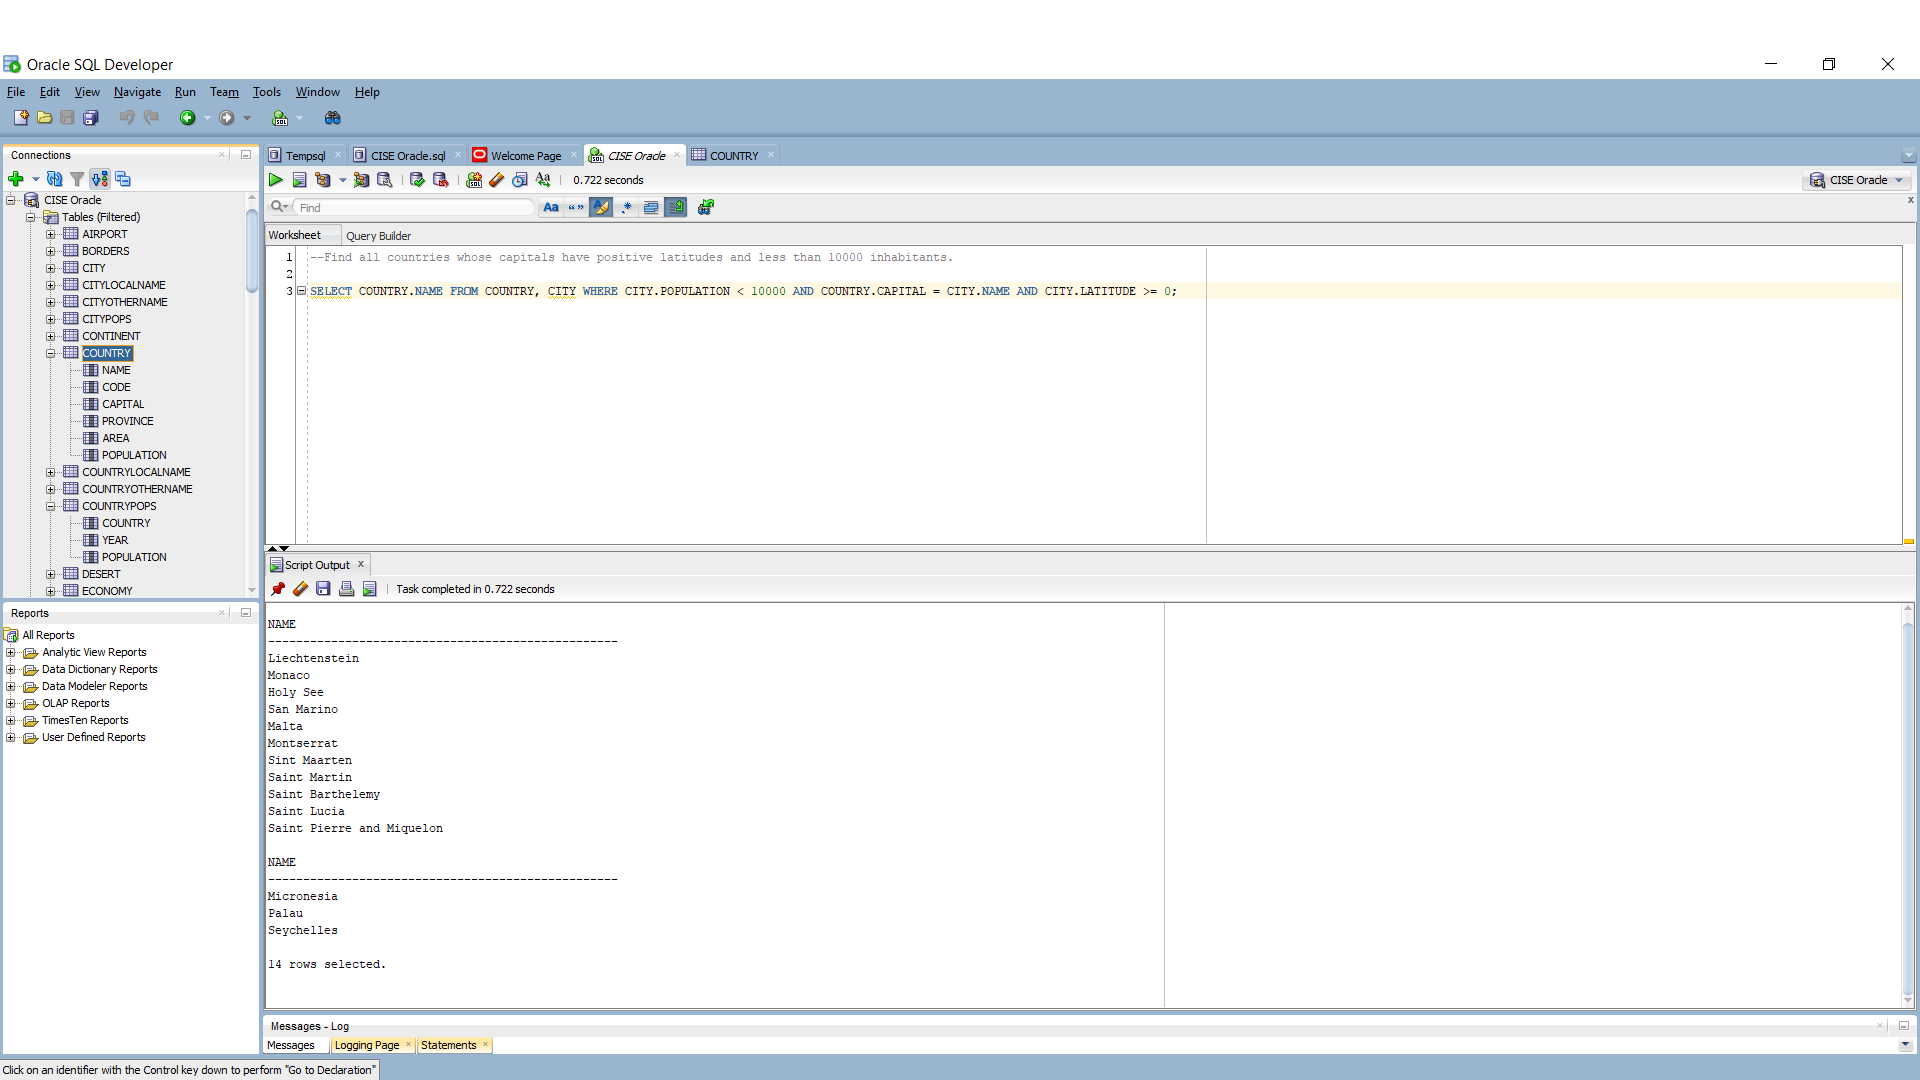 Oracle SQL Developer
File Edit View Navigate Run Team Tools Window Help
Connections
CISE Oracle
Tables (Filtered)
AIRPORT
BORDERS
CITY
CITYLOCALNAME
CITYOTHERNAME
CITYPOPS
CONTINENT
COUNTRY
NAME
CODE
CAPITAL
PROVINCE
AREA
POPULATION
COUNTRYLOCALNAME
COUNTRYOTHERNAME
COUNTRYPOPS
COUNTRY
YEAR
POPULATION
DESERT
ECONOMY
Reports
All Reports
Analytic View Reports
Data Dictionary Reports
Data Modeler Reports
OLAP Reports
TimesTen Reports
User Defined Reports
Tempsql CISE Oracle.sql Welcome Page CISE Oracle COUNTRY
0.722 seconds
CISE Oracle
Find
Aa “ ” .*
Worksheet Query Builder
1 --Find all countries whose capitals have positive latitudes and less than 10000 inhabitants.
2
3 SELECT COUNTRY.NAME FROM COUNTRY, CITY WHERE CITY.POPULATION < 10000 AND COUNTRY.CAPITAL = CITY.NAME AND CITY.LATITUDE >= 0;
Script Output x
Task completed in 0.722 seconds
NAME
--------------------------------------------------
Liechtenstein
Monaco
Holy See
San Marino
Malta
Montserrat
Sint Maarten
Saint Martin
Saint Barthelemy
Saint Lucia
Saint Pierre and Miquelon
NAME
--------------------------------------------------
Micronesia
Palau
Seychelles
14 rows selected.
Messages - Log
Messages Logging Page Statements
Click on an identifier with the Control key down to perform "Go to Declaration"